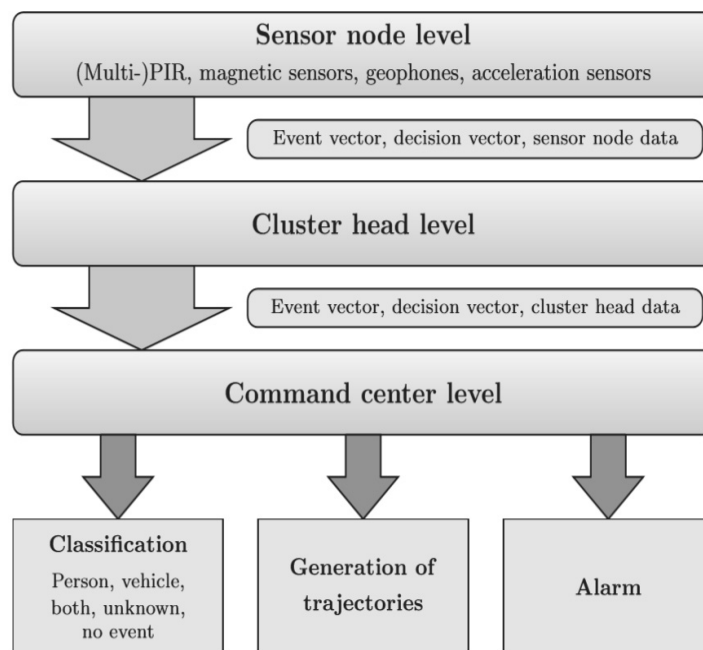 Sensor node level
(Multi-)PIR, magnetic sensors, geophones, acceleration sensors
Event vector, decision vector, sensor node data
Cluster head level
Event vector, decision vector, cluster head data
Command center level
Classification
Person, vehicle,
both, unknown,
no event
Generation of
trajectories
Alarm